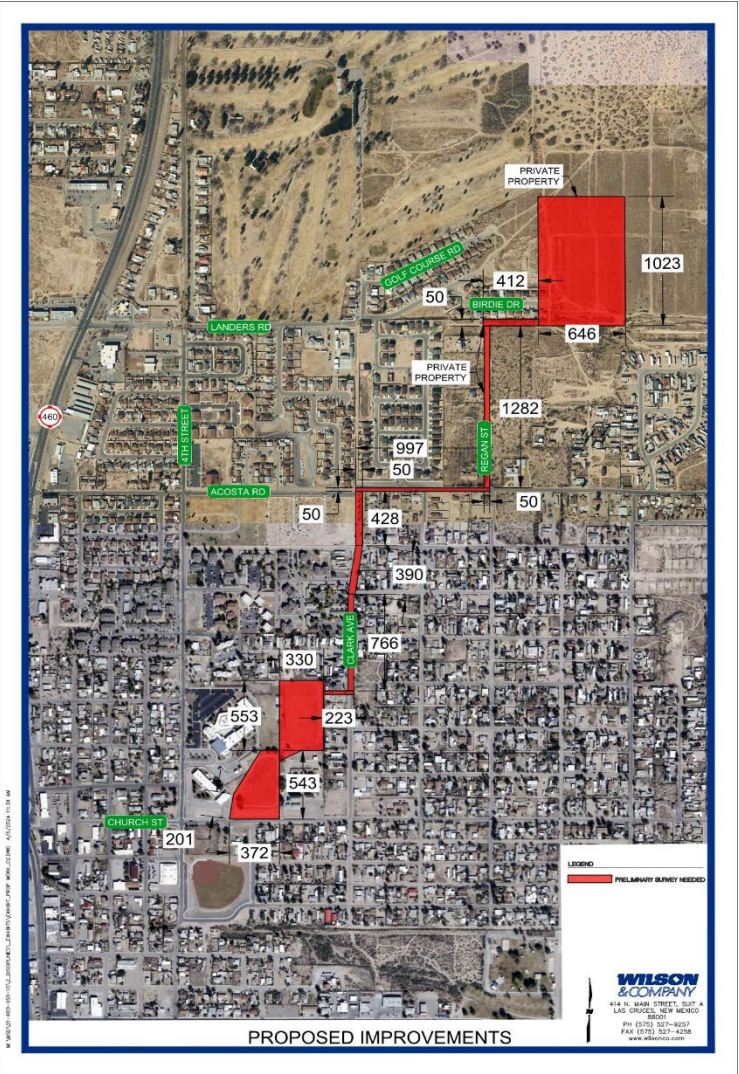 PRIVATE
PROPERTY
GOLF COURSE RD
412
1023
50
BIRDIE DR
LANDERS RD
646
PRIVATE
PROPERTY
1282
460
4TH STREET
REGAN ST
997
50
ACOSTA RD
50
50
428
390
CLARK AVE
766
330
553
223
543
CHURCH ST
201
372
LEGEND
PRELIMINARY SURVEY NEEDED
WILSON
&COMPANY
414 N. MAIN STREET, SUIT A
LAS CRUCES, NEW MEXICO
88001
PH (575) 527-9257
FAX (575) 527-4258
www.wilsonco.com
PROPOSED IMPROVEMENTS